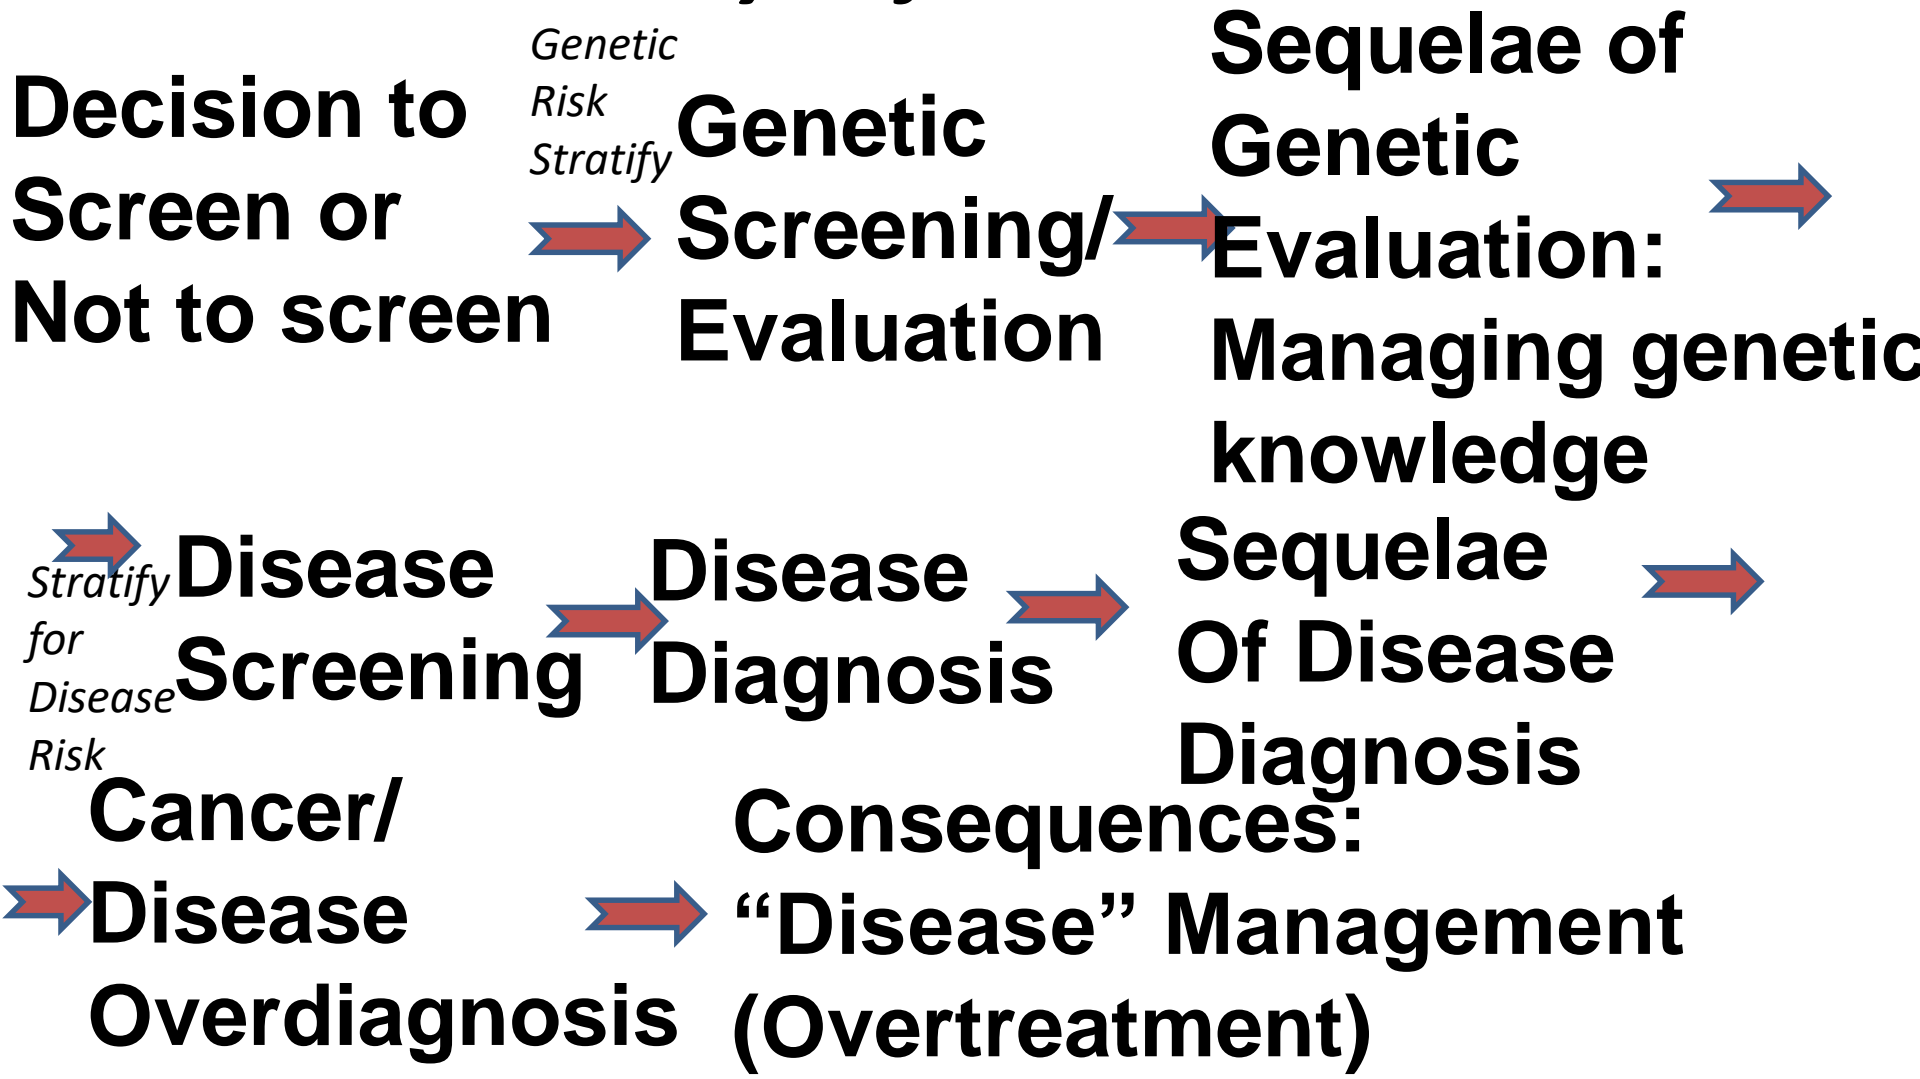 Decision to
Screen or
Not to screen
Genetic
Risk
Stratify
Genetic
Screening/
Evaluation
Sequelae of
Genetic
Evaluation:
Managing genetic
knowledge
Stratify
for
Disease
Risk
Disease
Screening
Disease
Diagnosis
Sequelae
Of Disease
Diagnosis
Cancer/
Disease
Overdiagnosis
Consequences:
“Disease” Management
(Overtreatment)